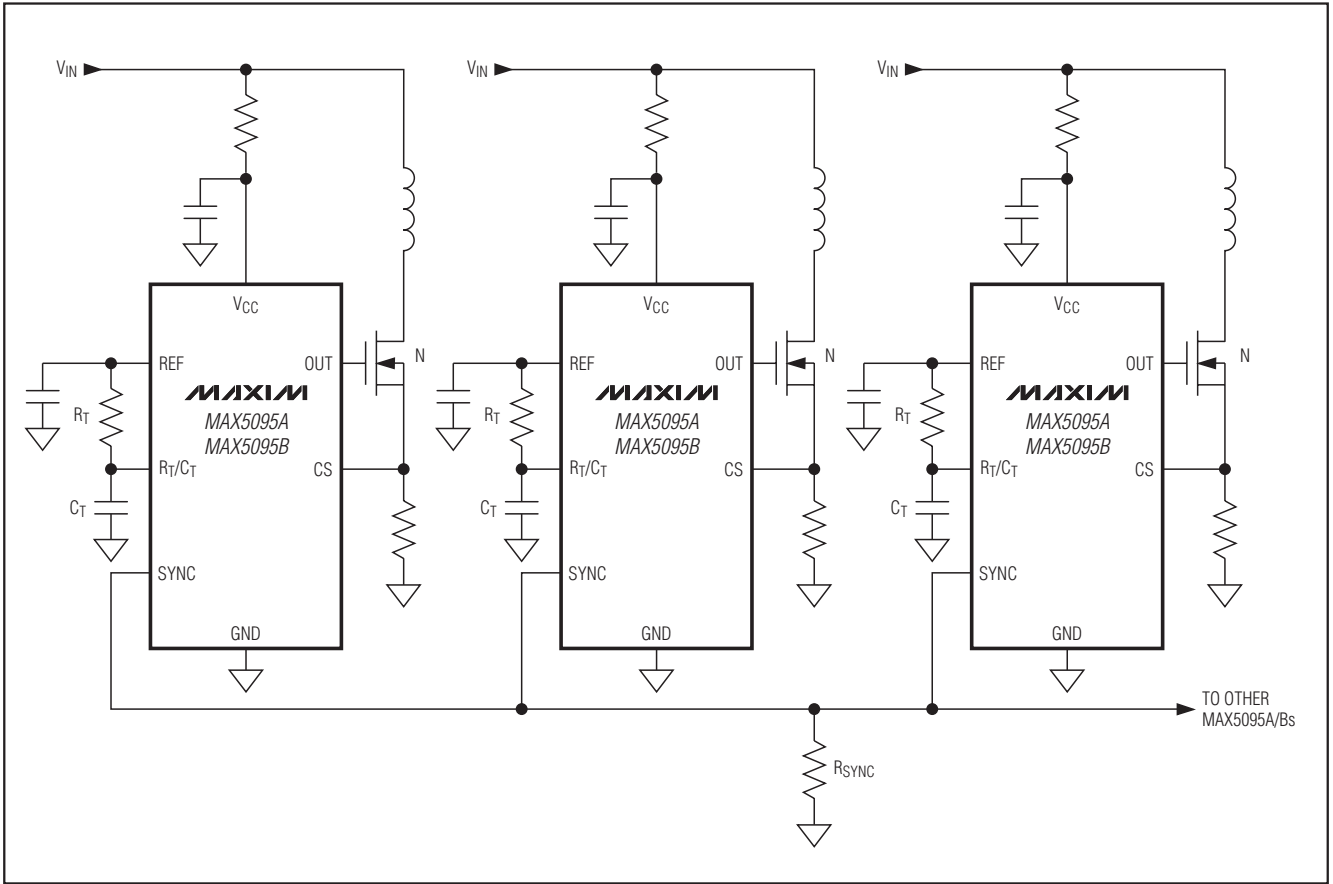 VIN
VCC
REF
OUT
N
RT
MAXIM
MAX5095A
MAX5095B
RT/CT
CS
CT
SYNC
GND
VIN
VCC
REF
OUT
N
RT
MAXIM
MAX5095A
MAX5095B
RT/CT
CS
CT
SYNC
GND
VIN
VCC
REF
OUT
N
RT
MAXIM
MAX5095A
MAX5095B
RT/CT
CS
CT
SYNC
GND
TO OTHER
MAX5095A/Bs
RSYNC